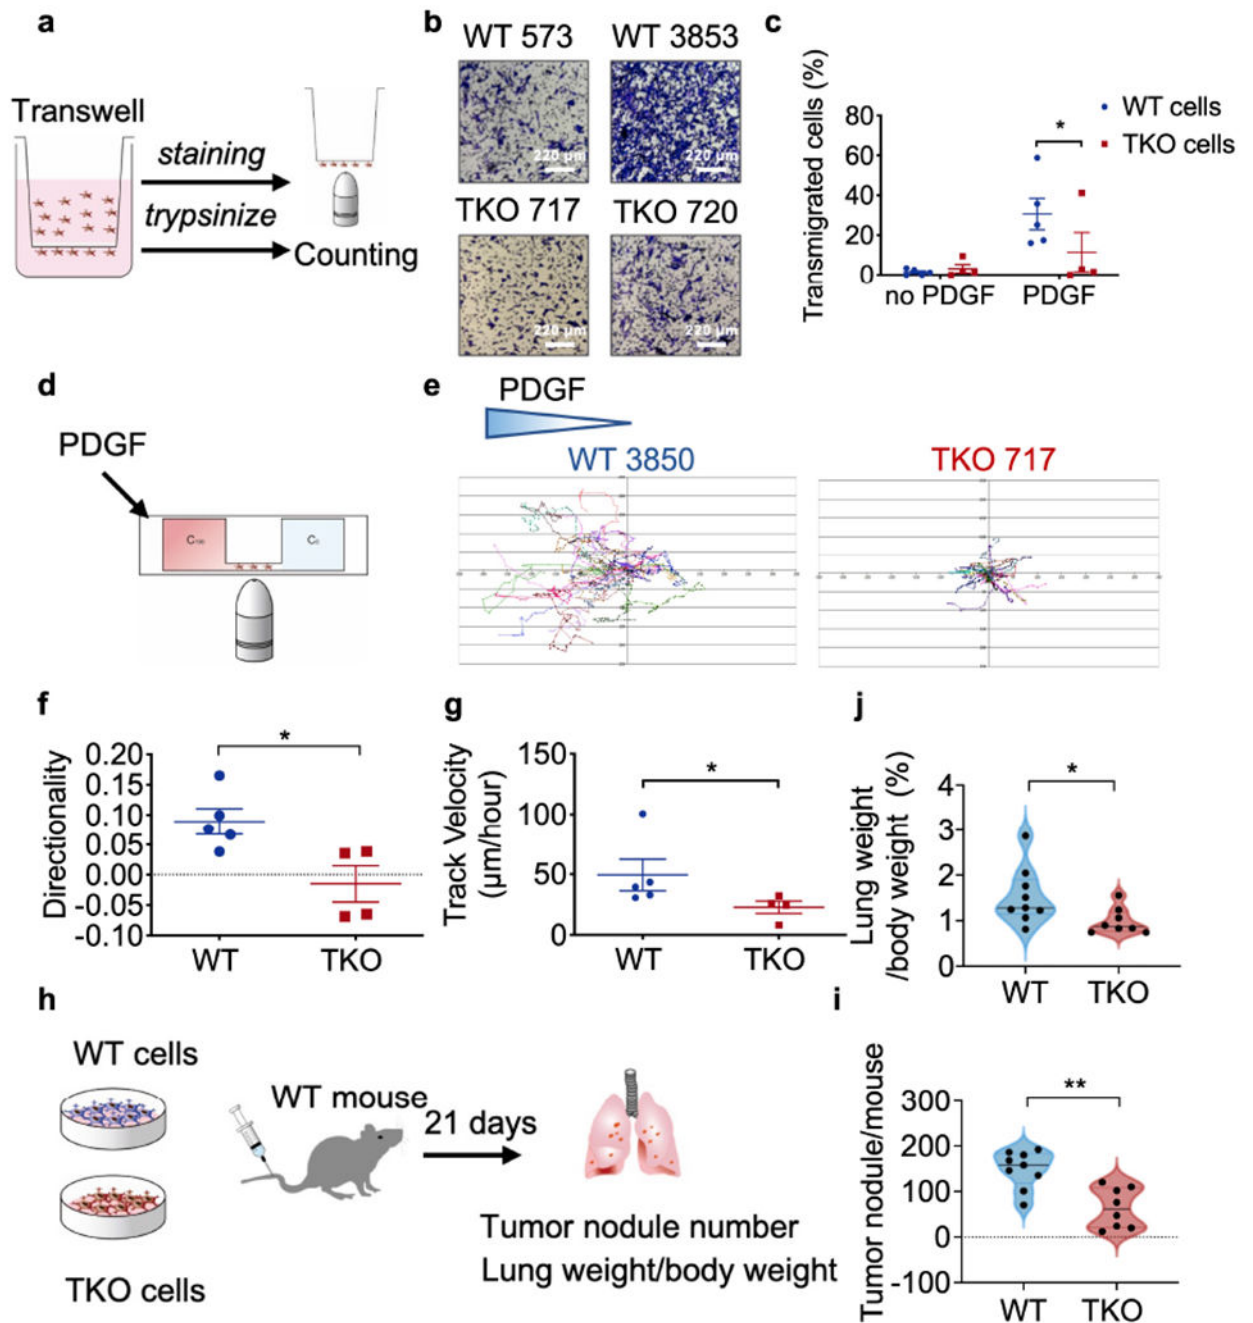 a
Transwell
staining
trypsinize
Counting
b
WT 573
WT 3853
220 µm
220 µm
TKO 717
TKO 720
220 µm
220 µm
c
Transmigrated cells (%)
80
60
40
20
0
no PDGF
PDGF
*
WT cells
TKO cells
d
PDGF
C₁₀₀
C₀
e
PDGF
WT 3850
TKO 717
f
Directionality
0.20
0.15
0.10
0.05
0.00
-0.05
-0.10
*
WT
TKO
g
Track Velocity
(µm/hour)
150
100
50
0
*
WT
TKO
j
Lung weight
/body weight (%)
4
3
2
1
0
*
WT
TKO
h
WT cells
TKO cells
WT mouse
21 days
Tumor nodule number
Lung weight/body weight
i
Tumor nodule/mouse
300
200
100
0
-100
**
WT
TKO